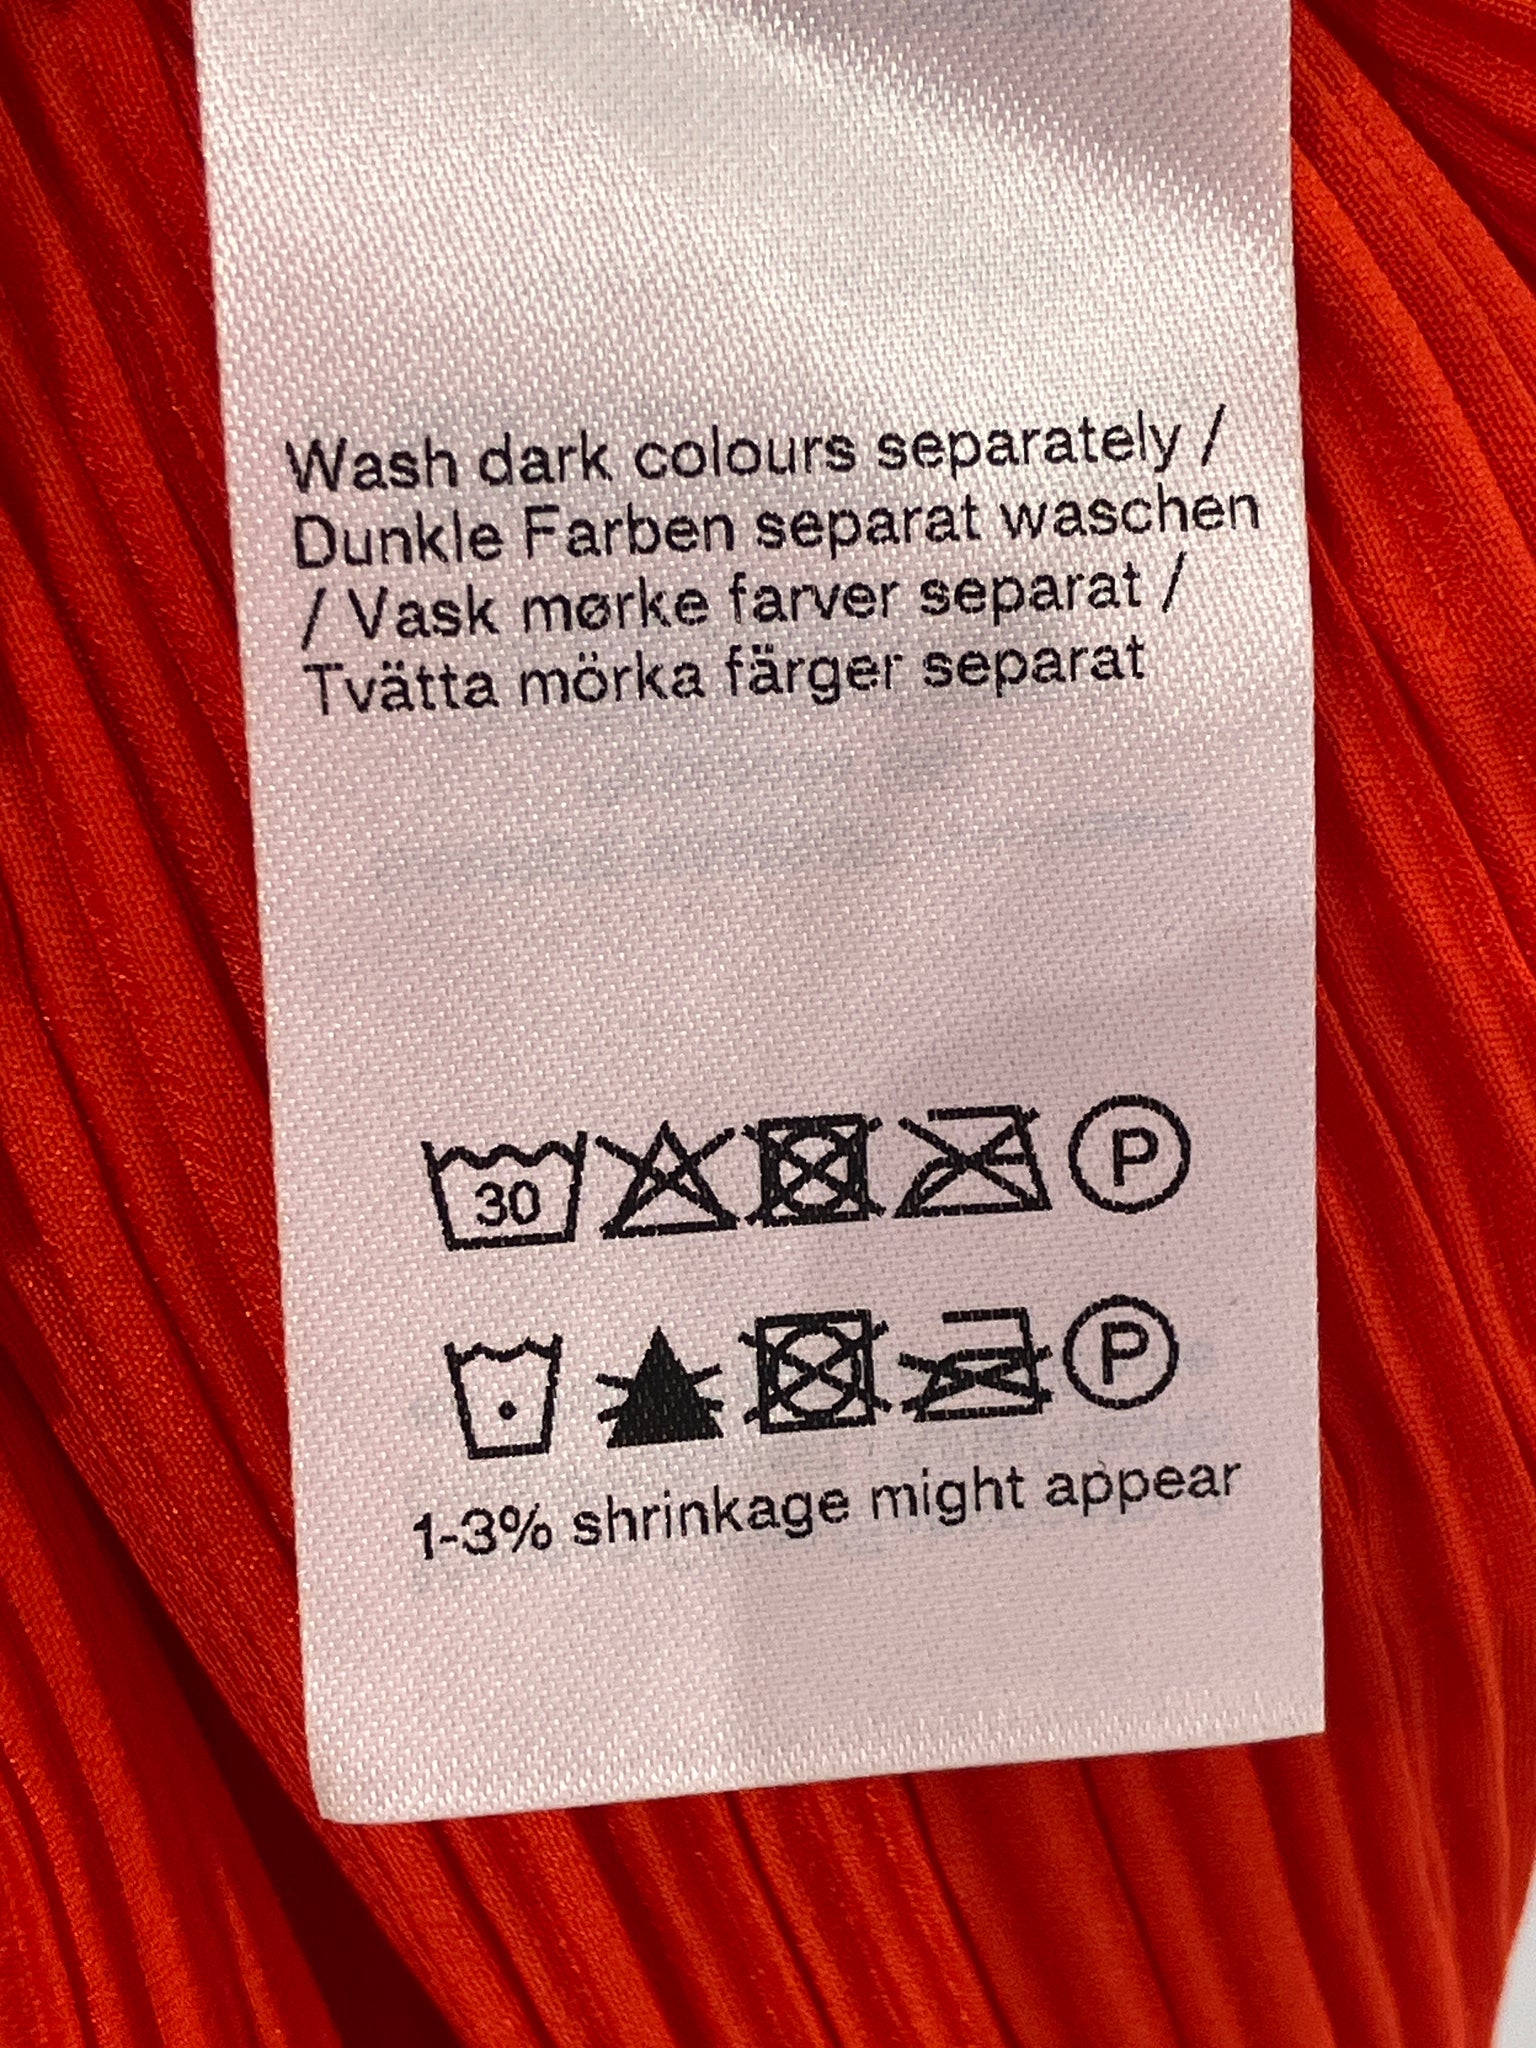 Wash dark colours separately /
Dunkle Farben separat waschen
/ Vask mørke farver separat /
Tvätta mörka färger separat
30 P
P
1-3% shrinkage might appear